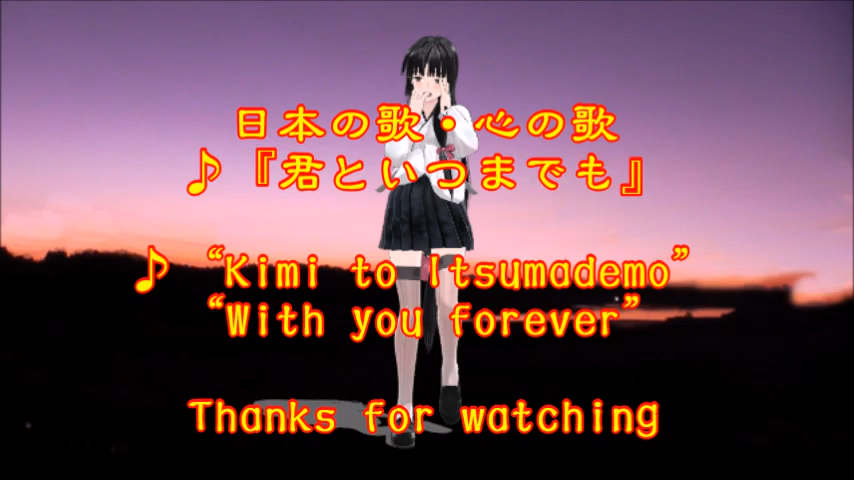 日本の歌・心の歌
♪『君といつまでも』
♪ “Kimi to Itsumademo”
“With you forever”
Thanks for watching